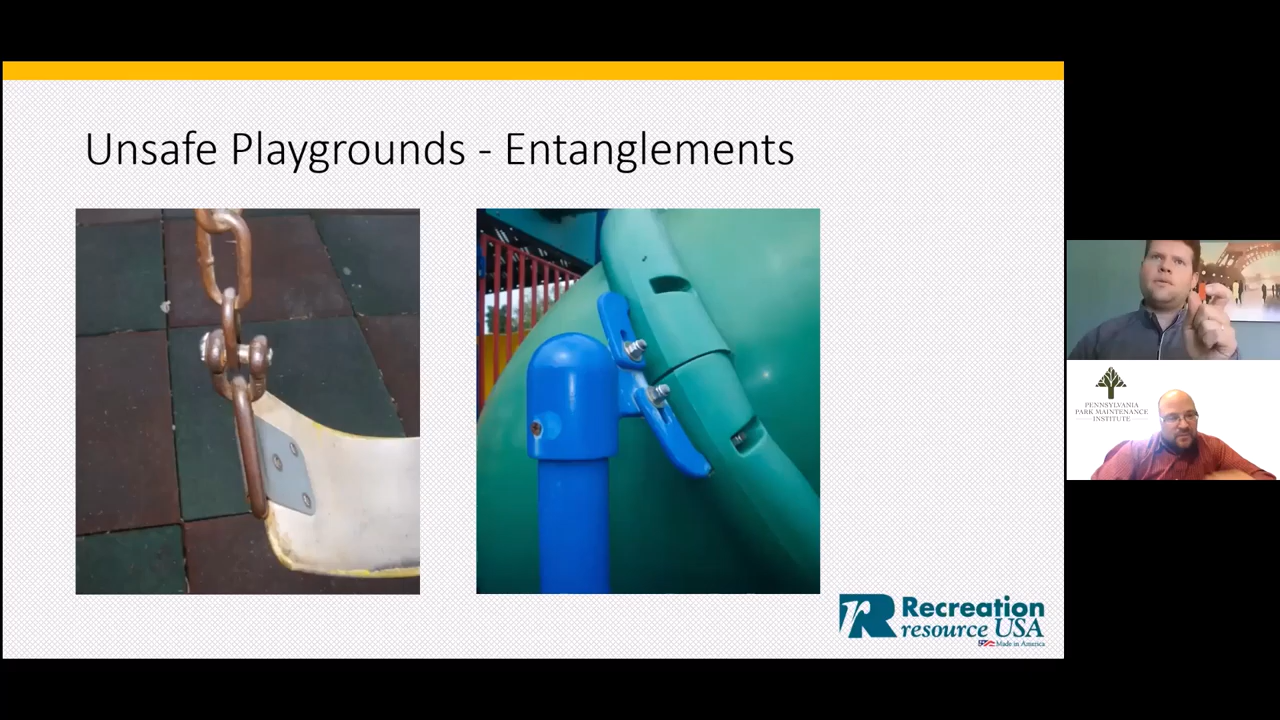 Unsafe Playgrounds - Entanglements
Recreation
resource USA
Made in America
PENNSYLVANIA
PARK MAINTENANCE
INSTITUTE